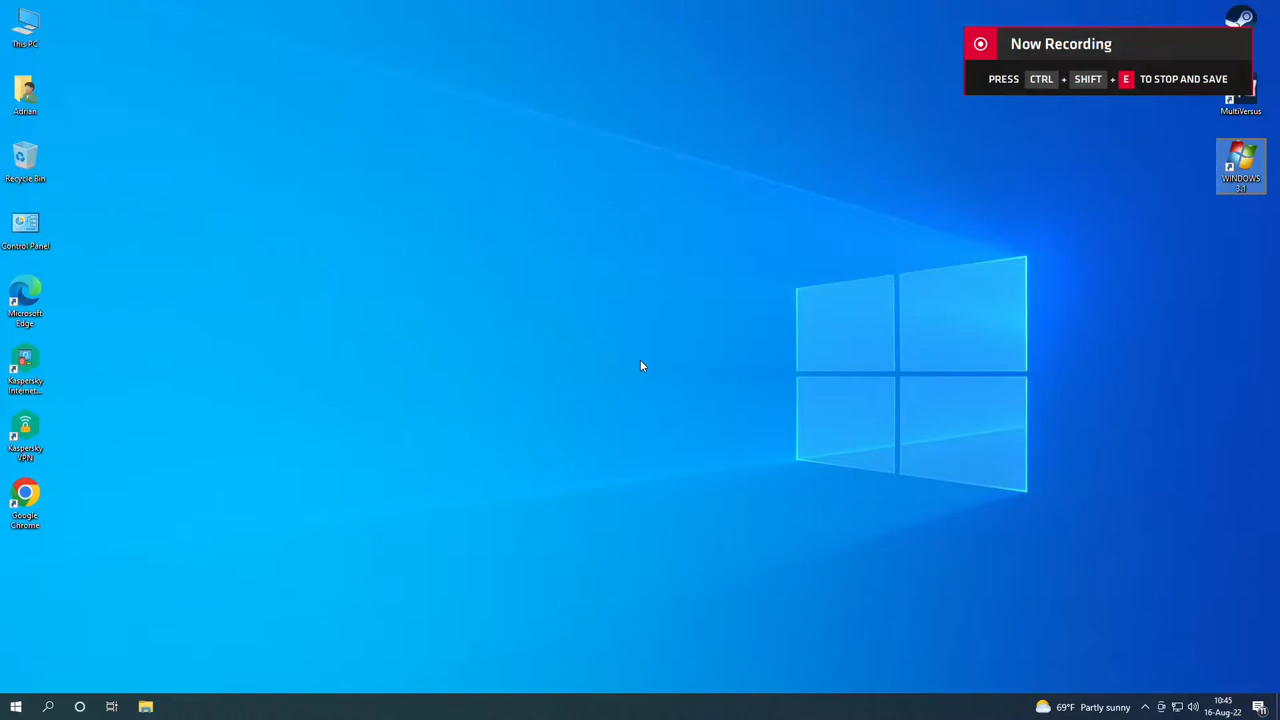 This PC
Adrian
Recycle Bin
Control Panel
Microsoft
Edge
Kaspersky
Internet...
Kaspersky
VPN
Google
Chrome
Now Recording
PRESS CTRL + SHIFT + E TO STOP AND SAVE
MultiVersus
WINDOWS
3.1
69°F Partly sunny
10:45
16-Aug-22